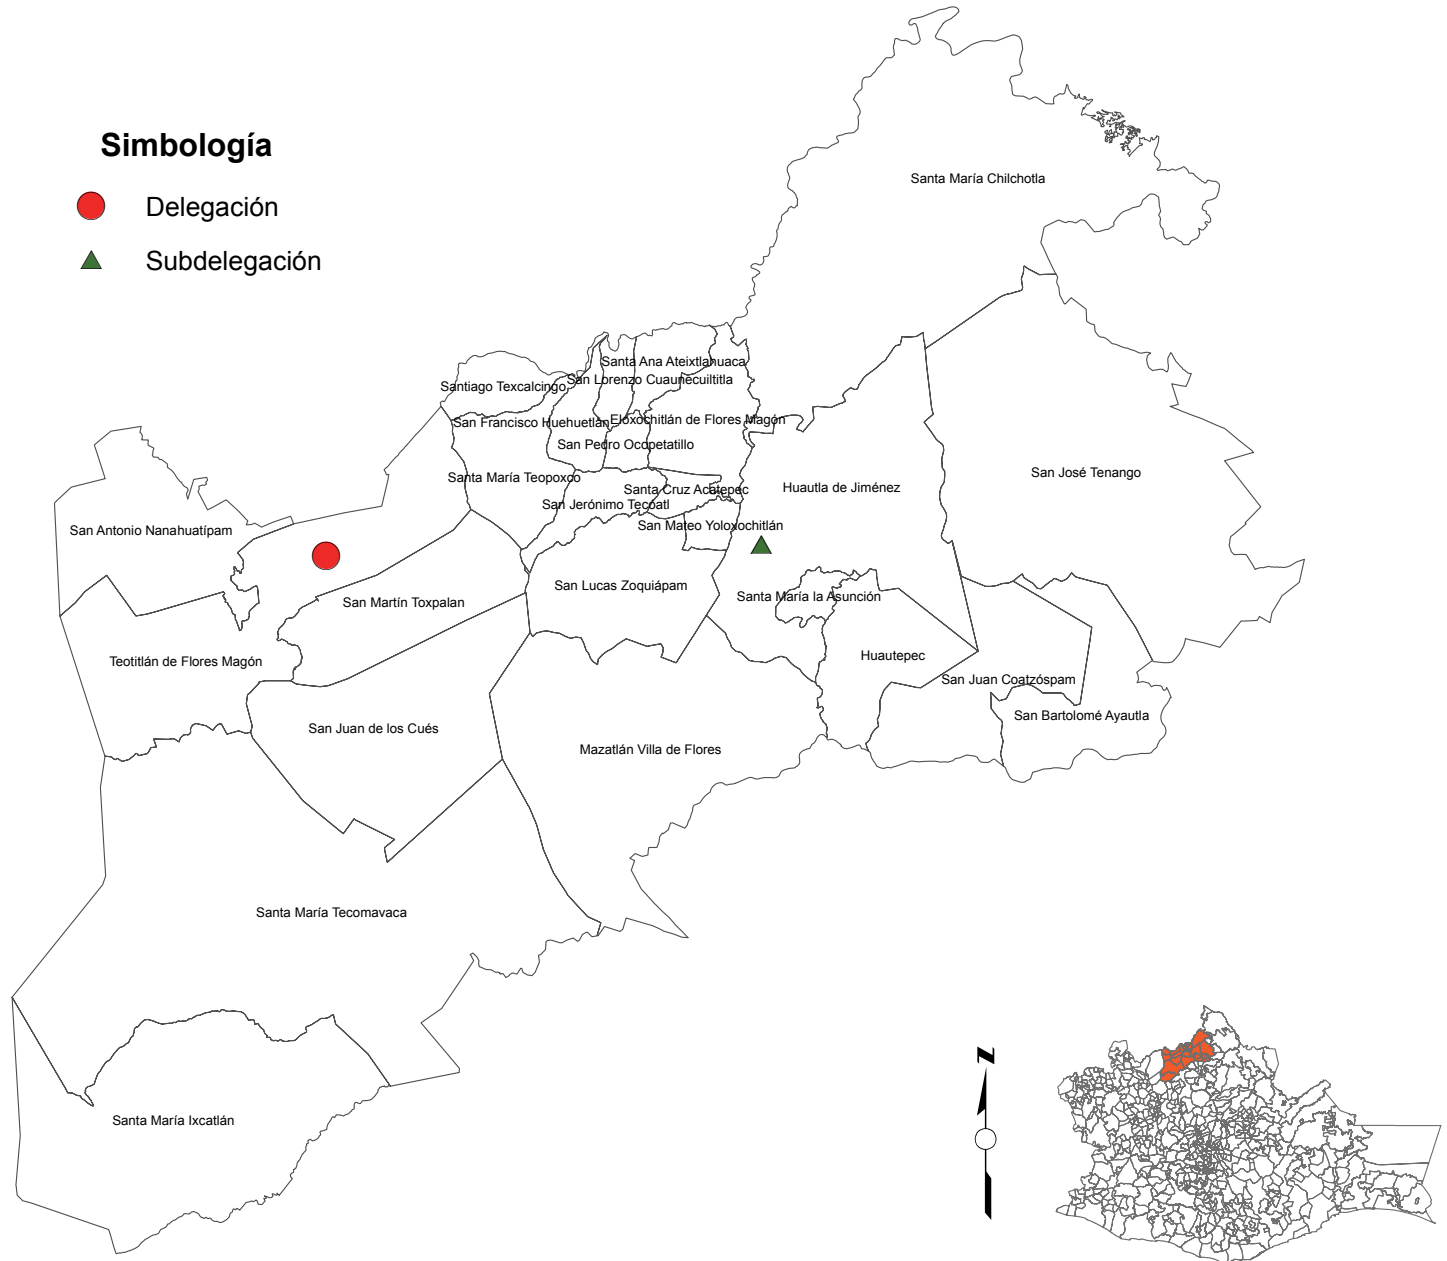 Simbología
Delegación
Subdelegación
Santa María Chilchotla
Santa Ana Ateixtlahuaca
San Lorenzo Cuaunecuiltitla
Santiago Texcalcingo
San Francisco Huehuetlán
Eloxochitlán de Flores Magón
San Pedro Ocopetatillo
San José Tenango
Santa María Teopoxco
Huautla de Jiménez
Santa Cruz Acatepec
San Jerónimo Tecóatl
San Mateo Yoloxochitlán
San Antonio Nanahuatípam
San Lucas Zoquiápam
Santa María la Asunción
San Martín Toxpalan
Huautepec
Teotitlán de Flores Magón
San Juan Coatzóspam
San Bartolomé Ayautla
San Juan de los Cués
Mazatlán Villa de Flores
Santa María Tecomavaca
N
Santa María Ixcatlán